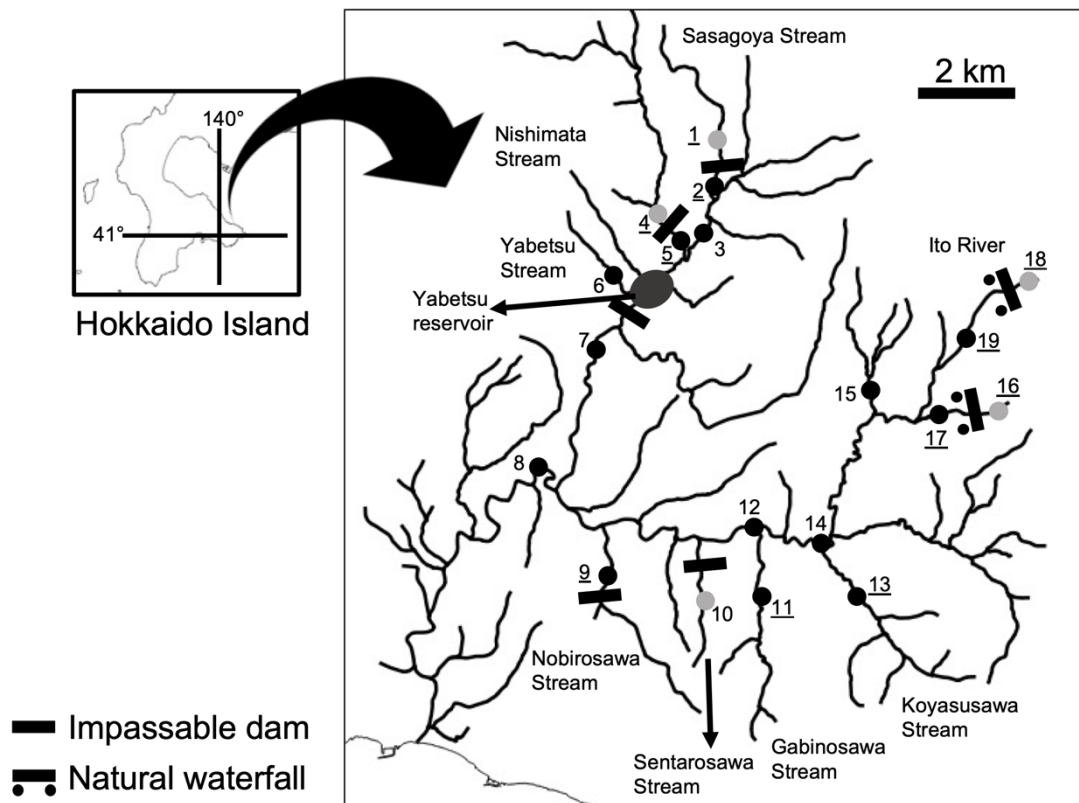 Sasagoya Stream
2 km
140°
41°
Hokkaido Island
Nishimata
Stream
1
2
4
3
5
Ito River
Yabetsu
Stream
6
18
Yabetsu
reservoir
7
19
15
16
17
8
12
14
9
10
11
13
Nobirosawa
Stream
Koyasusawa
Stream
Gabinosawa
Stream
Sentarosawa
Stream
Impassable dam
Natural waterfall